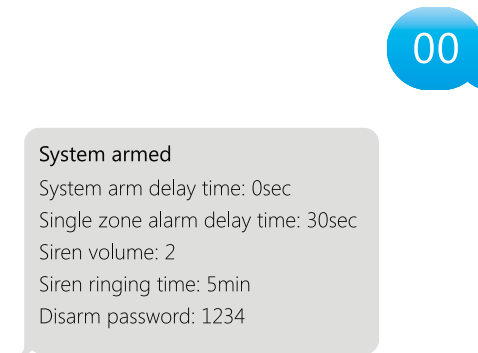 00
System armed
System arm delay time: 0sec
Single zone alarm delay time: 30sec
Siren volume: 2
Siren ringing time: 5min
Disarm password: 1234